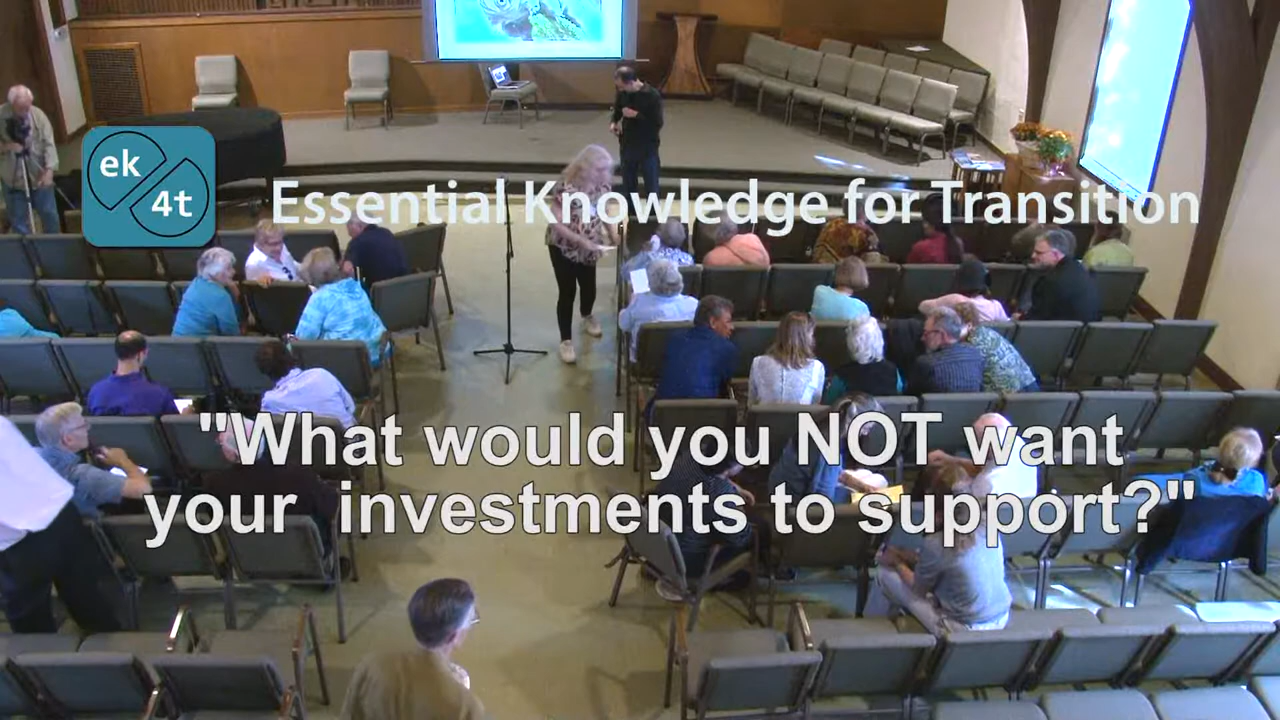 ek
4t
Essential Knowledge for Transition
"What would you NOT want
your investments to support?"